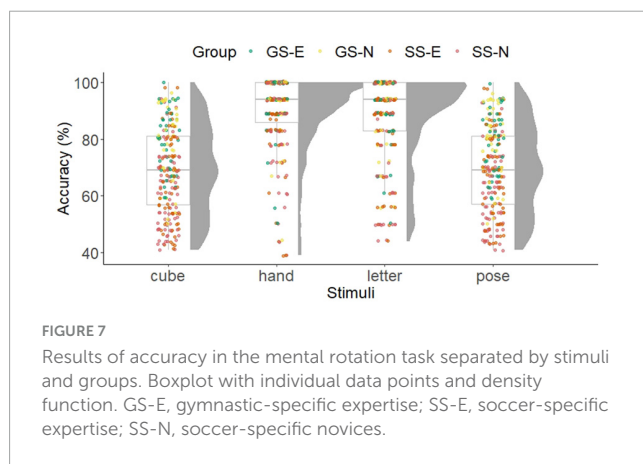 Group GS-E GS-N SS-E SS-N
Accuracy (%)
100
80
60
40
cube hand letter pose
Stimuli
FIGURE 7
Results of accuracy in the mental rotation task separated by stimuli
and groups. Boxplot with individual data points and density
function. GS-E, gymnastic-specific expertise; SS-E, soccer-specific
expertise; SS-N, soccer-specific novices.